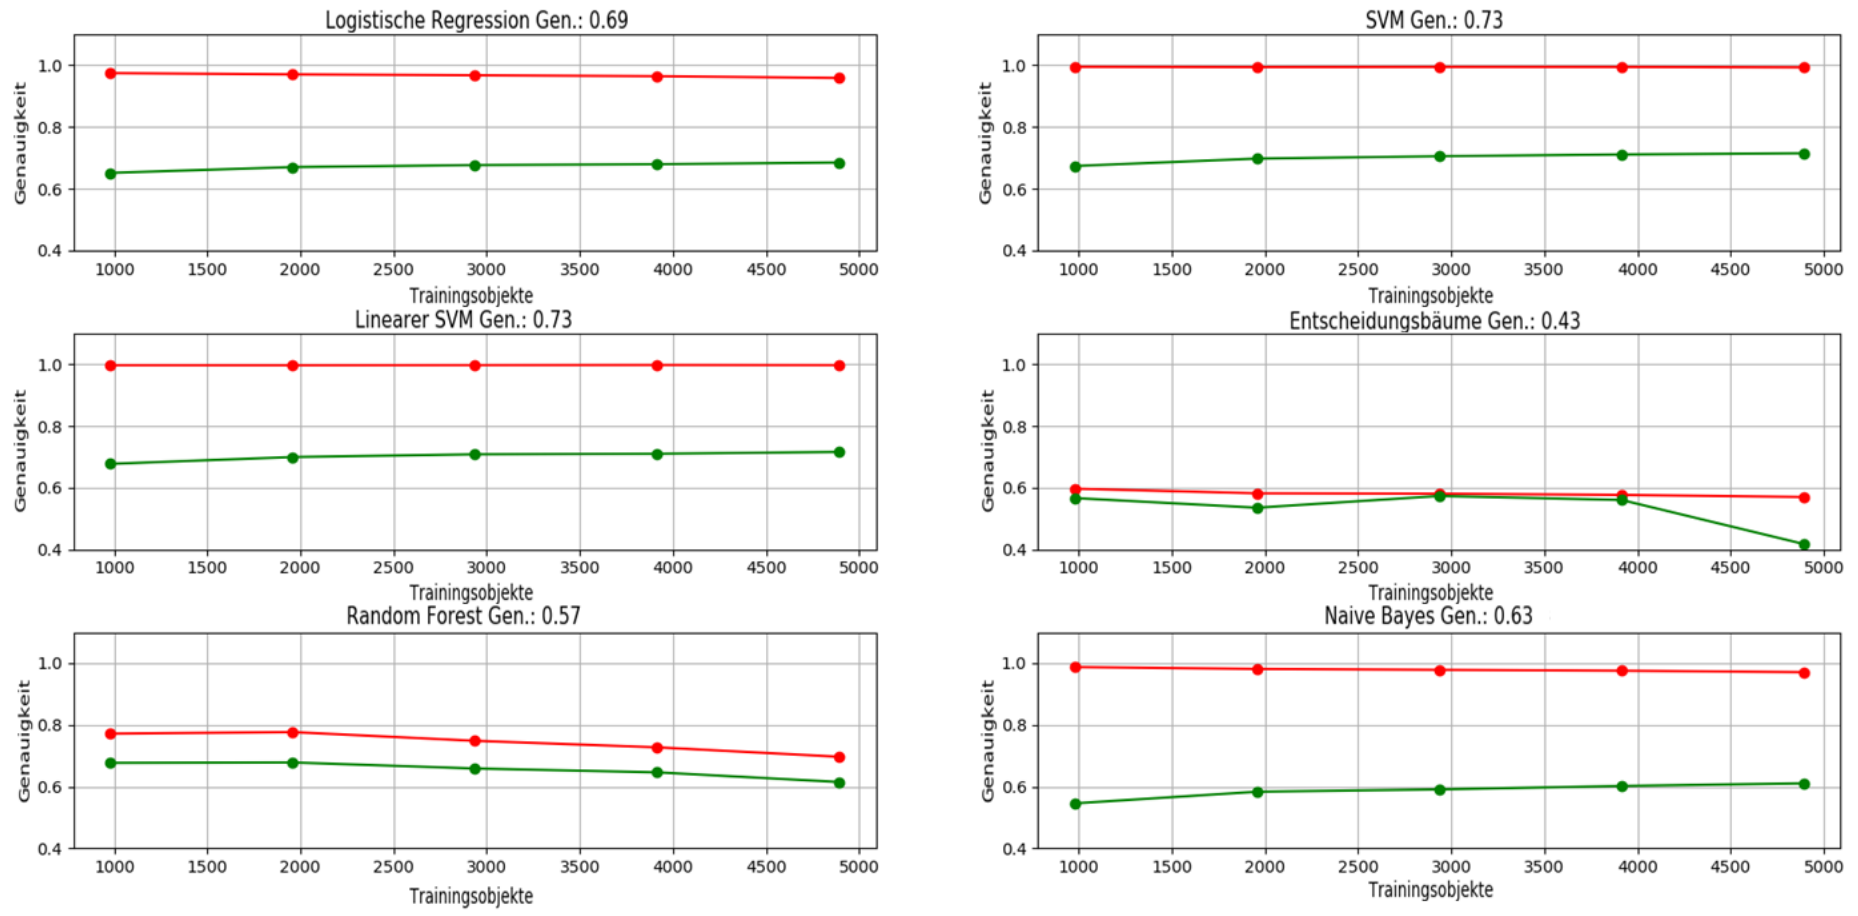 Logistische Regression Gen.: 0.69
Genauigkeit
1.0
0.8
0.6
0.4
1000 1500 2000 2500 3000 3500 4000 4500 5000
Trainingsobjekte
SVM Gen.: 0.73
Genauigkeit
1.0
0.8
0.6
0.4
1000 1500 2000 2500 3000 3500 4000 4500 5000
Trainingsobjekte
Linearer SVM Gen.: 0.73
Genauigkeit
1.0
0.8
0.6
0.4
1000 1500 2000 2500 3000 3500 4000 4500 5000
Trainingsobjekte
Entscheidungsbäume Gen.: 0.43
Genauigkeit
1.0
0.8
0.6
0.4
1000 1500 2000 2500 3000 3500 4000 4500 5000
Trainingsobjekte
Random Forest Gen.: 0.57
Genauigkeit
1.0
0.8
0.6
0.4
1000 1500 2000 2500 3000 3500 4000 4500 5000
Trainingsobjekte
Naive Bayes Gen.: 0.63
Genauigkeit
1.0
0.8
0.6
0.4
1000 1500 2000 2500 3000 3500 4000 4500 5000
Trainingsobjekte